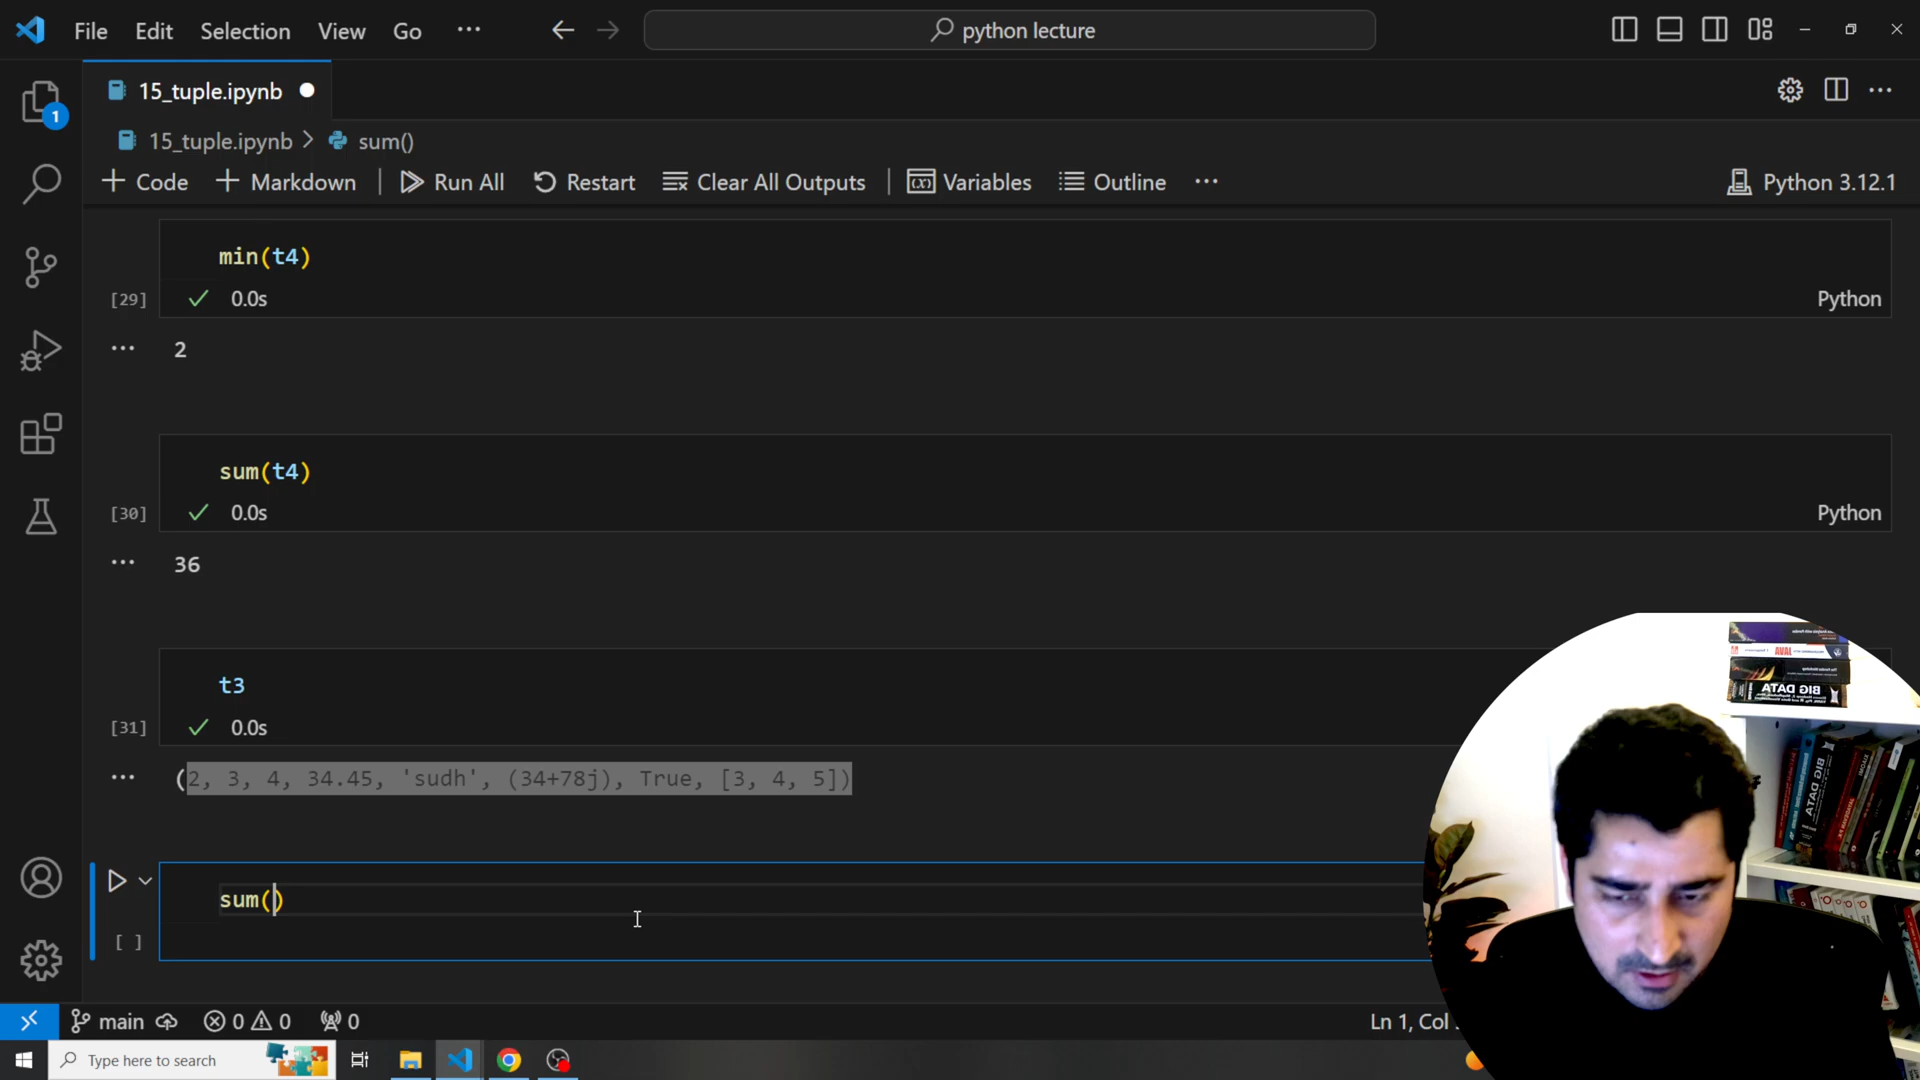 File Edit Selection View Go ··· python lecture
15_tuple.ipynb
15_tuple.ipynb > sum()
+ Code + Markdown | Run All Restart Clear All Outputs | Variables Outline ··· Python 3.12.1
1
min(t4)
[29] 0.0s Python
2
sum(t4)
[30] 0.0s Python
36
t3
[31] 0.0s
(2, 3, 4, 34.45, 'sudh', (34+78j), True, [3, 4, 5])
sum()
[ ]
JAVA
BIG DATA
main 0 0 0 Ln 1, Col
Type here to search